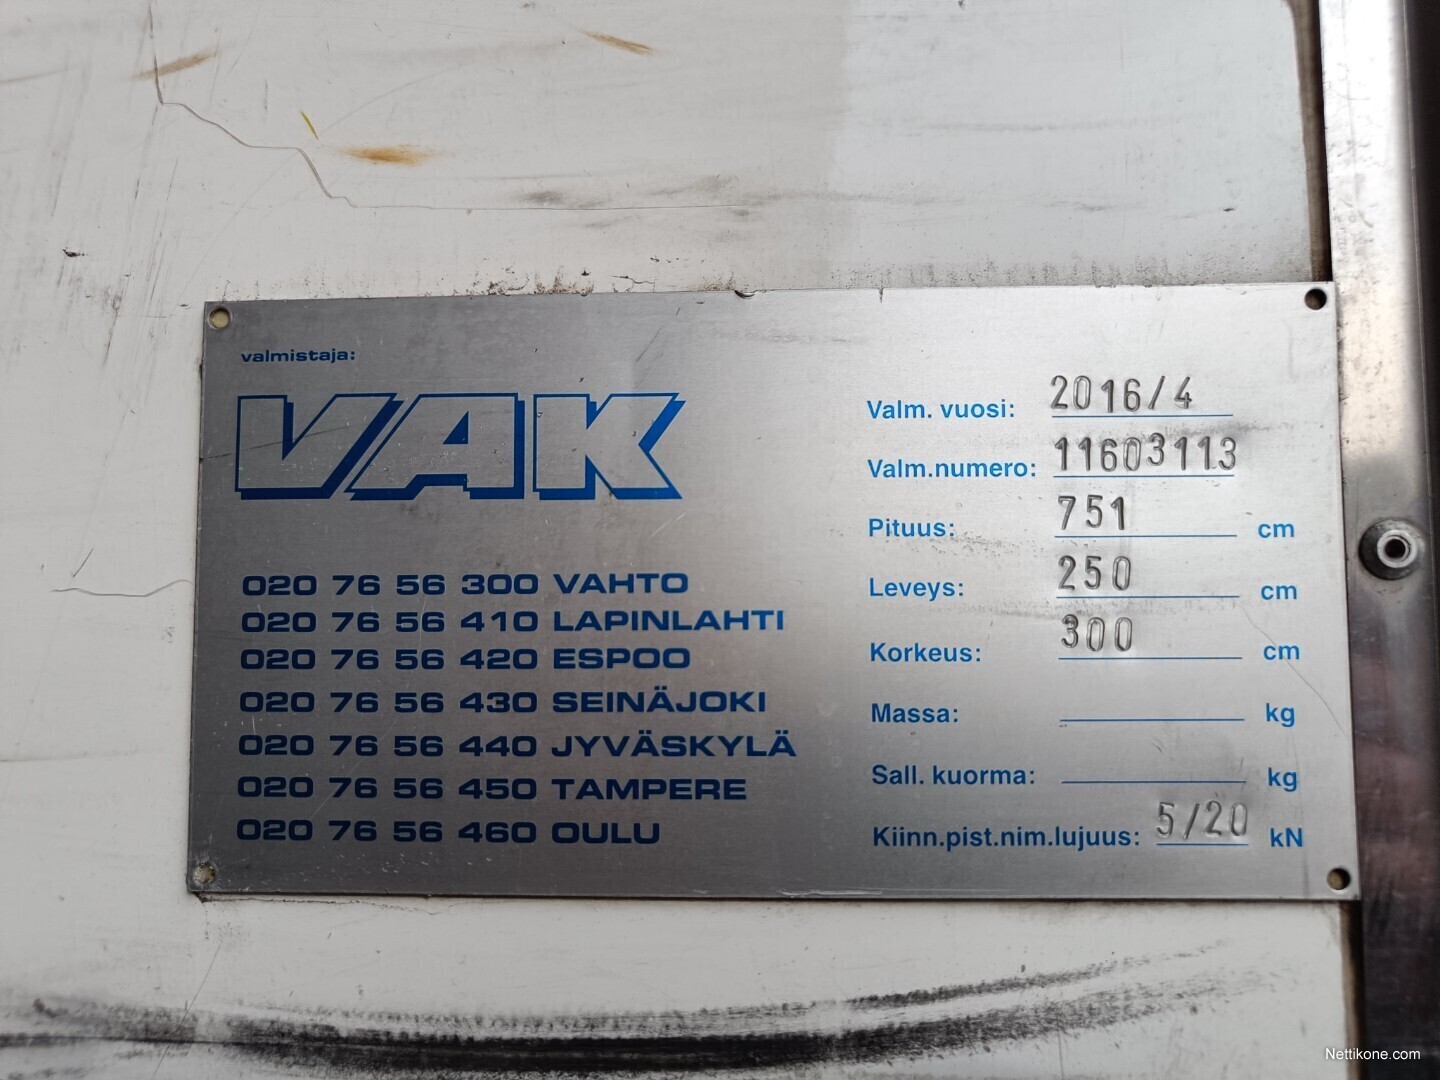 valmistaja:
VAK
020 76 56 300 VAHTO
020 76 56 410 LAPINLAHTI
020 76 56 420 ESPOO
020 76 56 430 SEINÄJOKI
020 76 56 440 JYVÄSKYLÄ
020 76 56 450 TAMPERE
020 76 56 460 OULU
Valm. vuosi: 2016/4
Valm.numero: 11603113
Pituus: 751 cm
Leveys: 250 cm
Korkeus: 300 cm
Massa: kg
Sall. kuorma: kg
Kiinn.pist.nim.lujuus: 5/20 kN
Nettikone.com